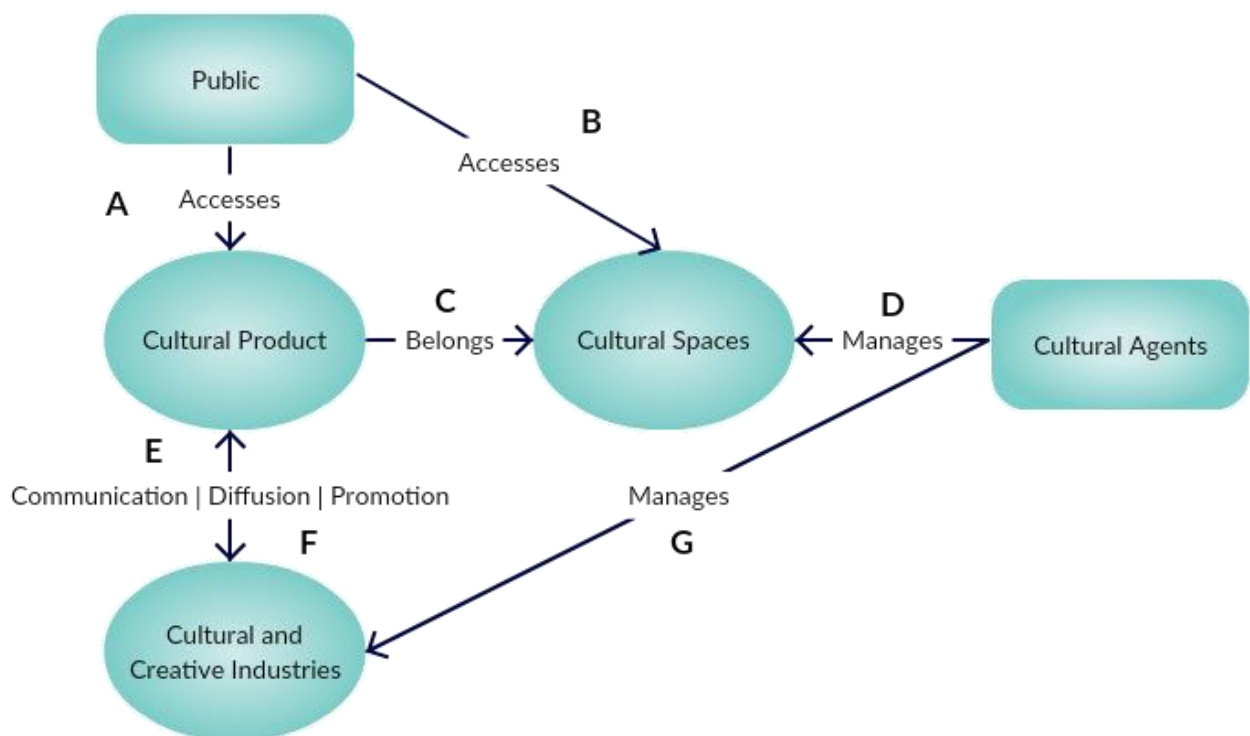 Public
B
Accesses
A
Accesses
C
D
Cultural Product
Belongs
Cultural Spaces
Manages
Cultural Agents
E
Communication | Diffusion | Promotion
Manages
F
G
Cultural and
Creative Industries